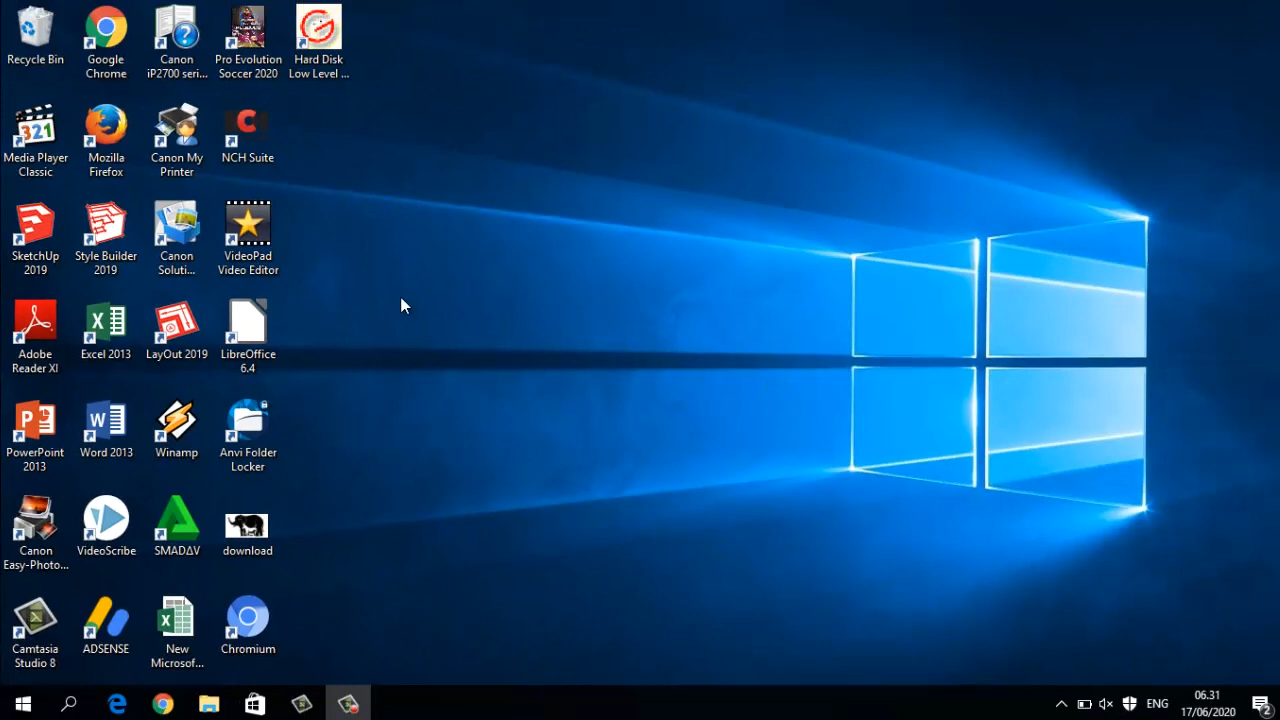 Recycle Bin
Google
Chrome
Canon
iP2700 seri...
Pro Evolution
Soccer 2020
Hard Disk
Low Level ...
321
Media Player
Classic
Mozilla
Firefox
Canon My
Printer
C
NCH Suite
SketchUp
2019
Style Builder
2019
Canon
Soluti...
VideoPad
Video Editor
Adobe
Reader XI
Excel 2013
LayOut 2019
LibreOffice
6.4
PowerPoint
2013
Word 2013
Winamp
Anvi Folder
Locker
Canon
Easy-Photo...
VideoScribe
SMADΔV
download
Camtasia
Studio 8
ADSENSE
New
Microsof...
Chromium
ENG
06.31
17/06/2020
2